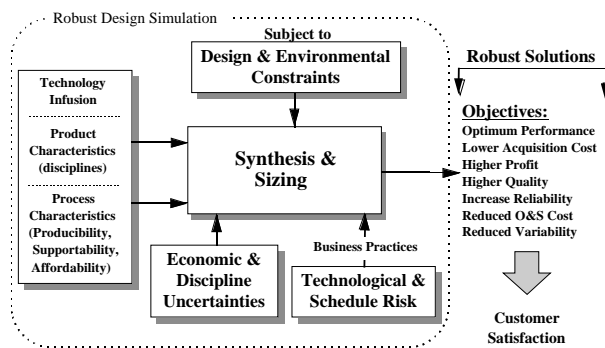 Robust Design Simulation
Subject to
Design & Environmental
Constraints
Robust Solutions
Technology
Infusion
Product
Characteristics
(disciplines)
Process
Characteristics
(Producibility,
Supportability,
Affordability)
Synthesis &
Sizing
Economic &
Discipline
Uncertainties
Business Practices
Technological &
Schedule Risk
Objectives:
Optimum Performance
Lower Acquisition Cost
Higher Profit
Higher Quality
Increase Reliability
Reduced O&S Cost
Reduced Variability
Customer
Satisfaction